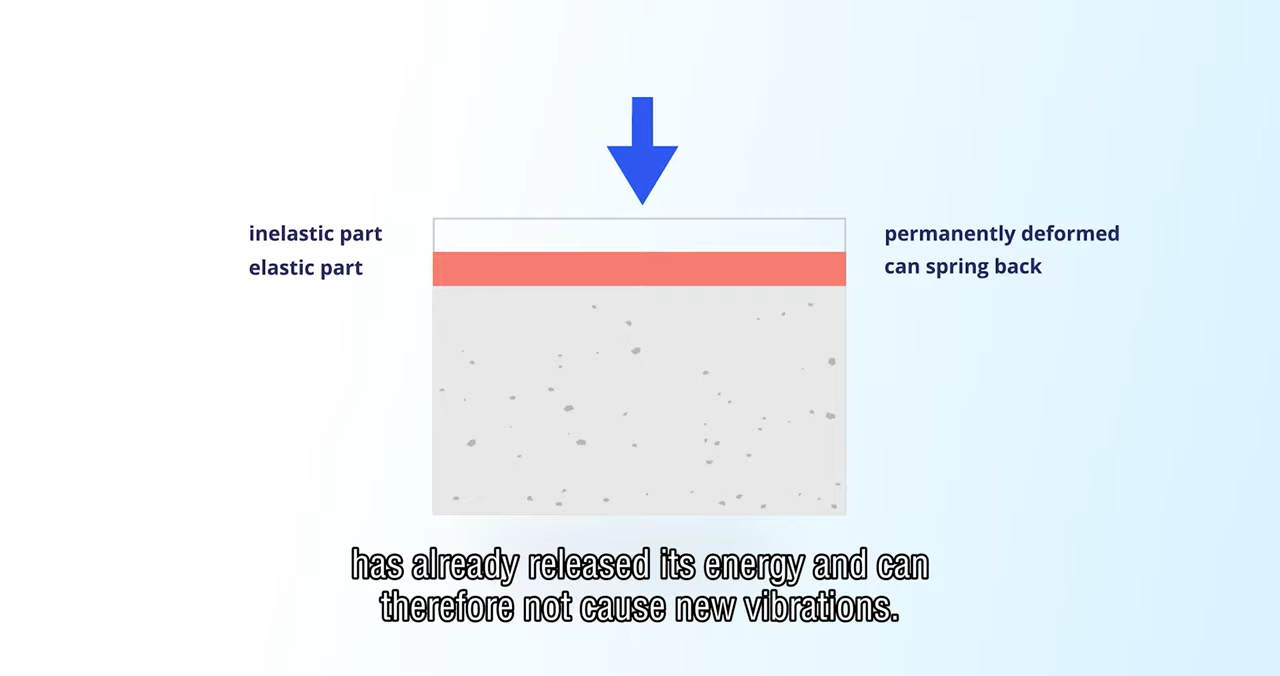 inelastic part
permanently deformed
elastic part
can spring back
has already released its energy and can
therefore not cause new vibrations.